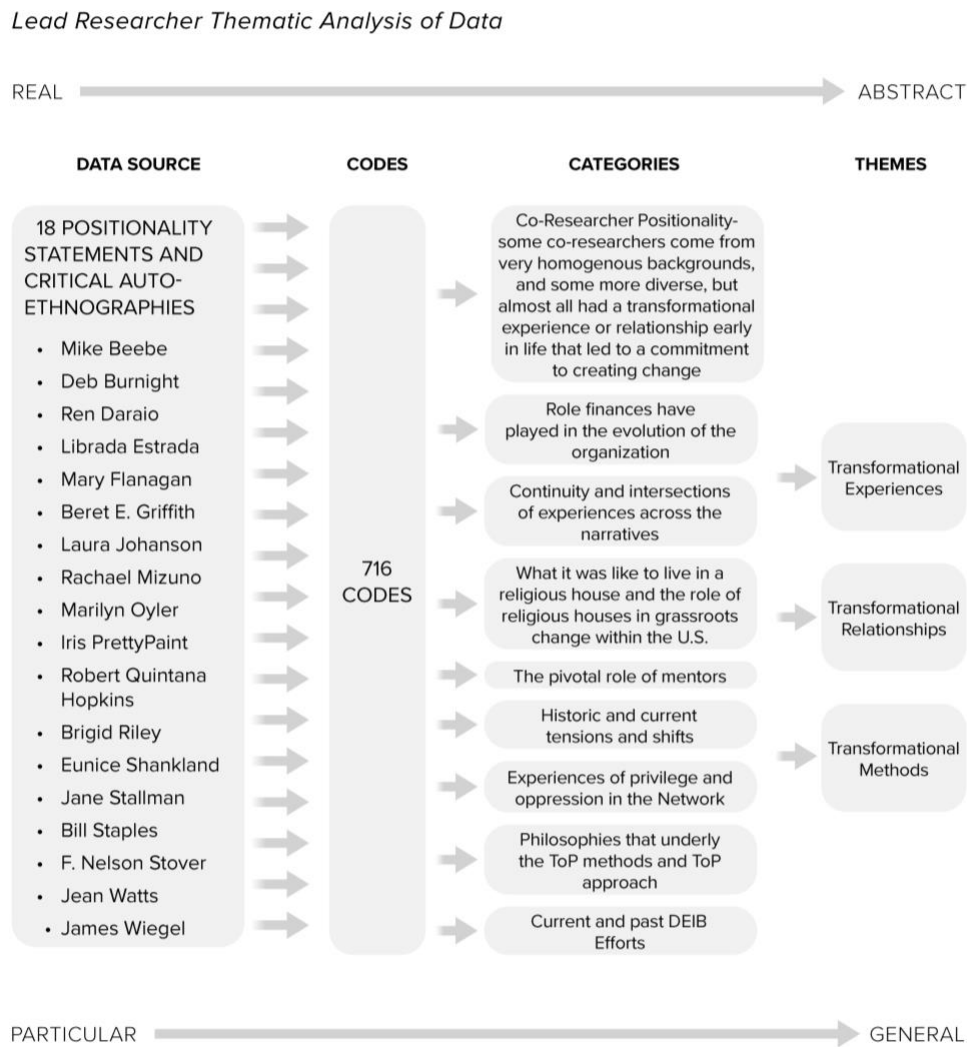 Lead Researcher Thematic Analysis of Data
REAL
ABSTRACT
DATA SOURCE
CODES
CATEGORIES
THEMES
18 POSITIONALITY
STATEMENTS AND
CRITICAL AUTO-
ETHNOGRAPHIES
• Mike Beebe
• Deb Burnight
• Ren Daraio
• Librada Estrada
• Mary Flanagan
• Beret E. Griffith
• Laura Johanson
• Rachael Mizuno
• Marilyn Oyler
• Iris PrettyPaint
• Robert Quintana
Hopkins
• Brigid Riley
• Eunice Shankland
• Jane Stallman
• Bill Staples
• F. Nelson Stover
• Jean Watts
• James Wiegel
716
CODES
Co-Researcher Positionality-
some co-researchers come from
very homogenous backgrounds,
and some more diverse, but
almost all had a transformational
experience or relationship early
in life that led to a commitment
to creating change
Role finances have
played in the evolution of the
organization
Continuity and intersections
of experiences across the
narratives
What it was like to live in a
religious house and the role of
religious houses in grassroots
change within the U.S.
The pivotal role of mentors
Historic and current
tensions and shifts
Experiences of privilege and
oppression in the Network
Philosophies that underly
the ToP methods and ToP
approach
Current and past DEIB
Efforts
Transformational
Experiences
Transformational
Relationships
Transformational
Methods
PARTICULAR
GENERAL